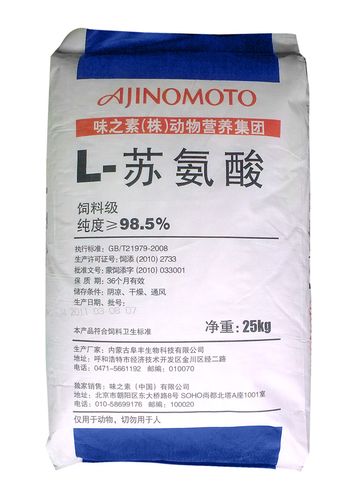 AJINOMOTO
味之素(株)动物营养集团
L-苏氨酸
饲料级
纯度≥98.5%
执行标准: GB/T21979-2008
生产许可证号: 饲添 (2010) 2733
批准文号: 蒙饲添字 (2010) 033001
保 质 期: 36个月有效
储存条件: 阴凉、干燥、通风
生产日期、批号:
2011 03 08 07
本产品符合饲料卫生标准
净重: 25kg
生产厂家: 内蒙古阜丰生物科技有限公司
地址: 呼和浩特市经济技术开发区金川区经二路
电话: 0471-5661192 邮编: 010070
独家销售: 味之素 (中国) 有限公司
地址: 北京市朝阳区东大桥路8号 SOHO尚都北塔A座1001室
电话: 010-58699176 邮编: 100020
仅用于动物, 切勿用于人